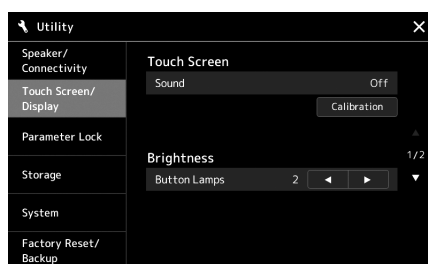 Utility
Speaker/
Connectivity
Touch Screen/
Display
Parameter Lock
Storage
System
Factory Reset/
Backup
Touch Screen
Sound Off
Calibration
Brightness
Button Lamps 2
1/2